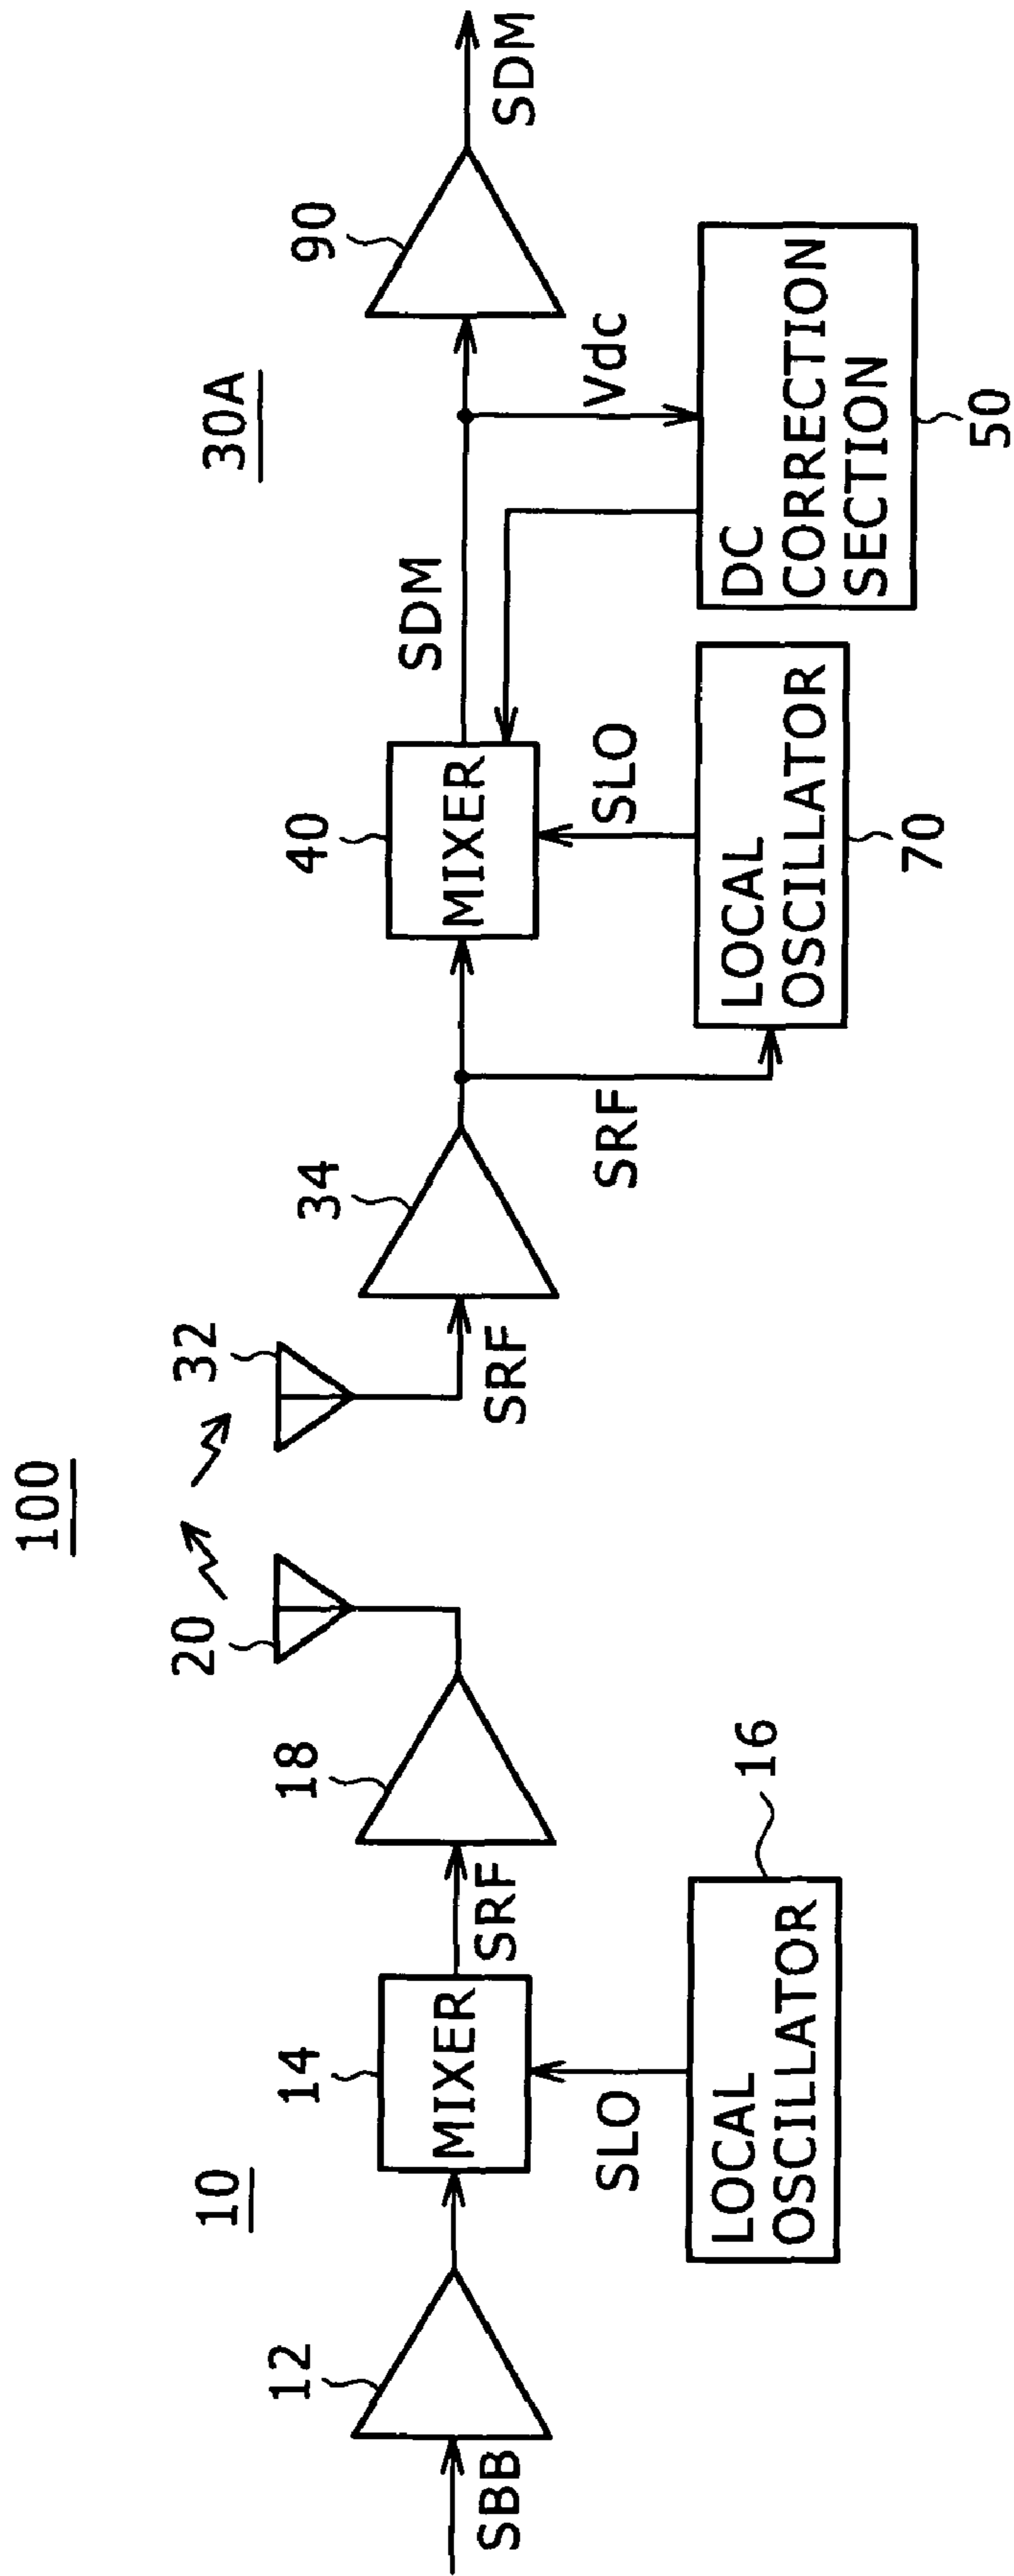 100
10
30A
SBB
12
14
MIXER
SLO
LOCAL
OSCILLATOR
16
SRF
18
20
32
SRF
34
SRF
40
MIXER
SLO
LOCAL
OSCILLATOR
70
SDM
Vdc
DC
CORRECTION
SECTION
50
90
SDM